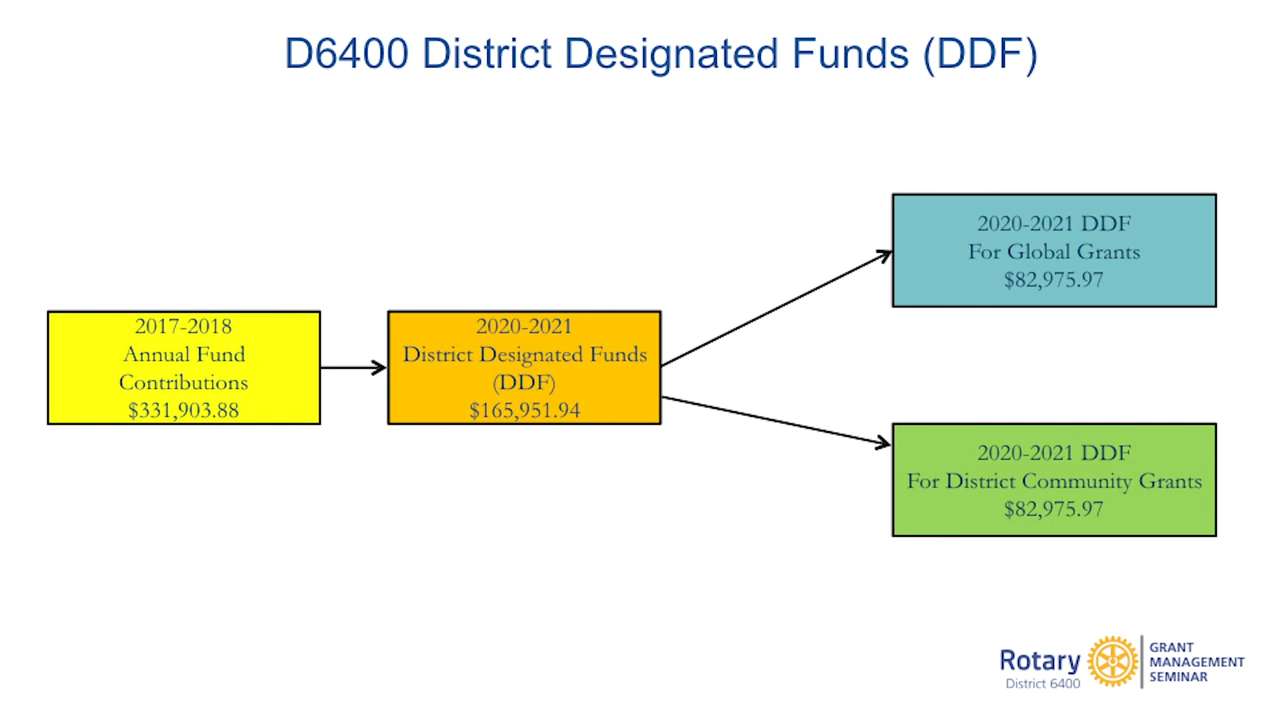 D6400 District Designated Funds (DDF)
2017-2018
Annual Fund
Contributions
$331,903.88
2020-2021
District Designated Funds
(DDF)
$165,951.94
2020-2021 DDF
For Global Grants
$82,975.97
2020-2021 DDF
For District Community Grants
$82,975.97
Rotary
District 6400
GRANT
MANAGEMENT
SEMINAR